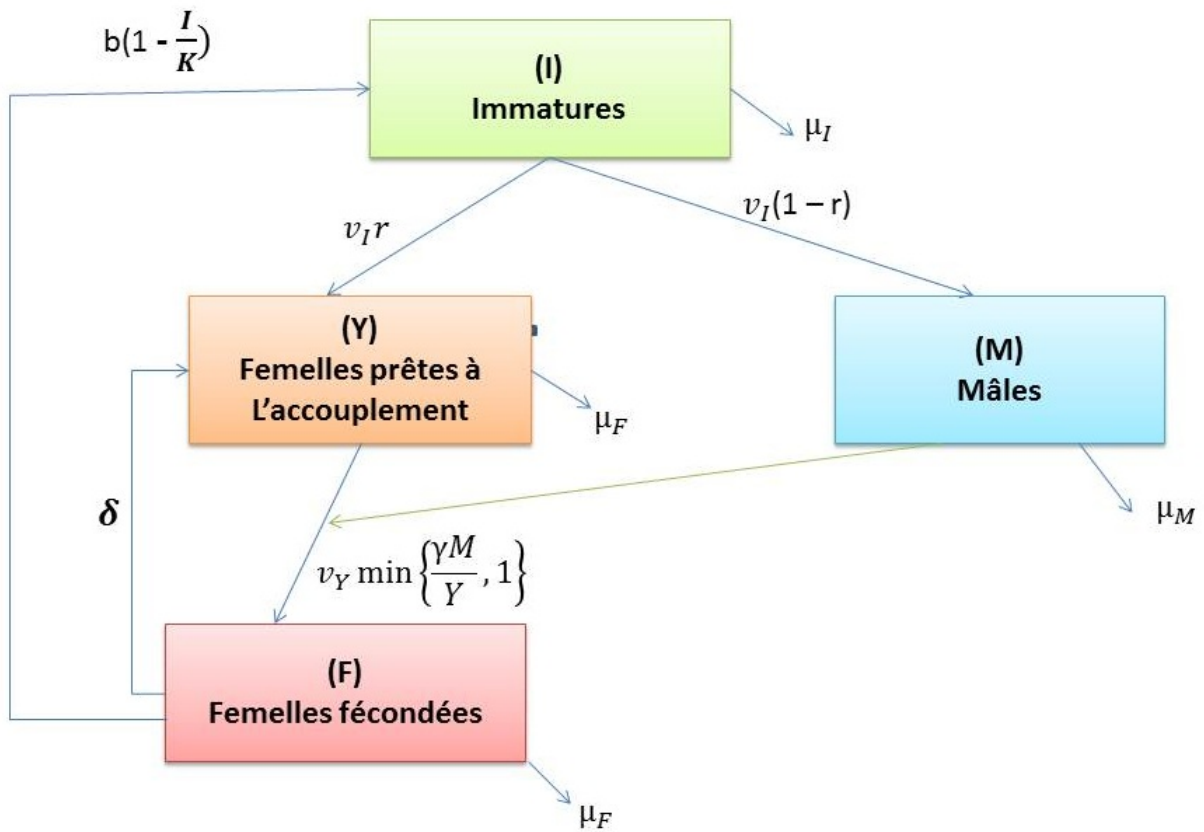 b(1 - I/K)
(I)
Immatures
μ_I
v_I r
v_I(1 – r)
(Y)
Femelles prêtes à
L'accouplement
μ_F
(M)
Mâles
μ_M
δ
v_Y min {γM/Y , 1}
(F)
Femelles fécondées
μ_F